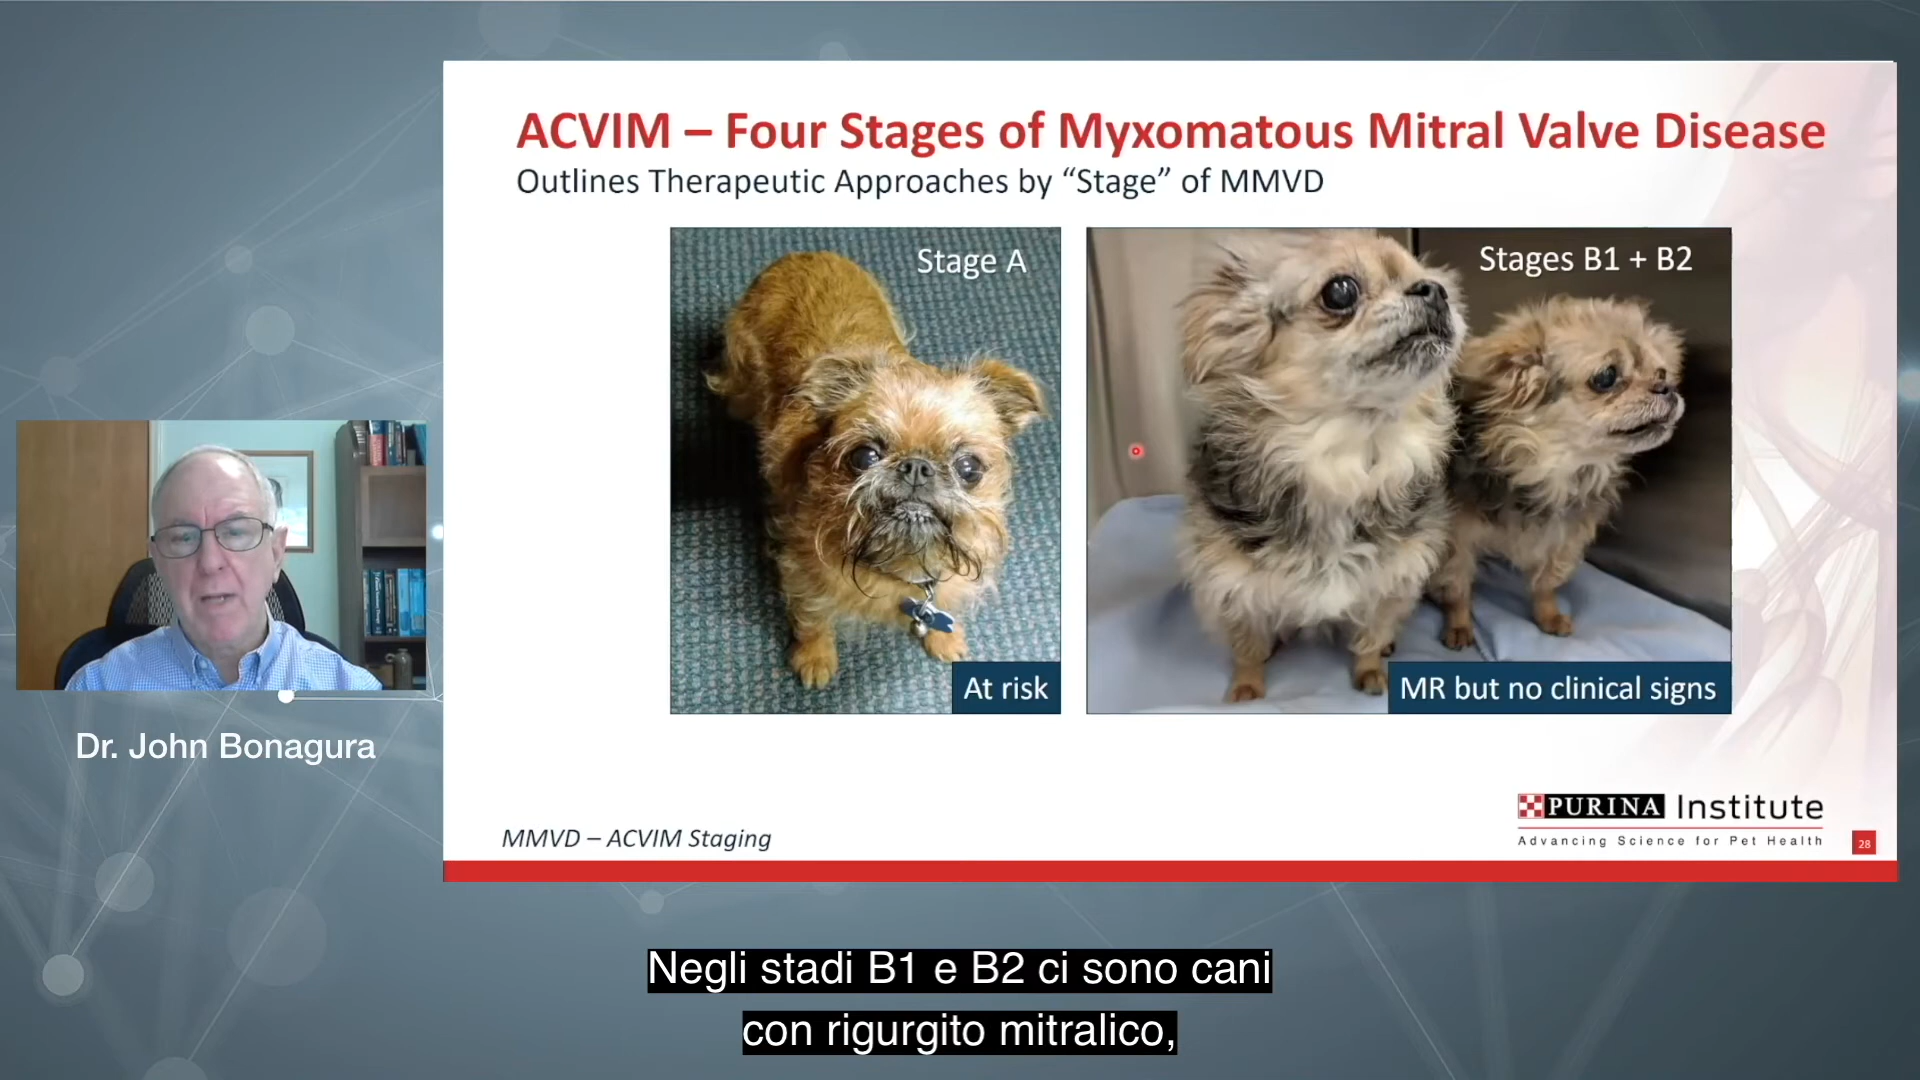 ACVIM – Four Stages of Myxomatous Mitral Valve Disease
Outlines Therapeutic Approaches by “Stage” of MMVD
Stage A
Stages B1 + B2
At risk
MR but no clinical signs
Dr. John Bonagura
MMVD – ACVIM Staging
PURINA Institute
Advancing Science for Pet Health
28
Negli stadi B1 e B2 ci sono cani
con rigurgito mitralico,